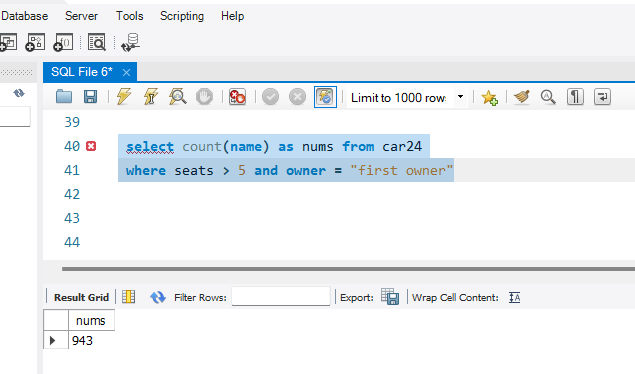 Database Server Tools Scripting Help
SQL File 6*
Limit to 1000 row
39
40 select count(name) as nums from car24
41 where seats > 5 and owner = "first owner"
42
43
44
Result Grid Filter Rows: Export: Wrap Cell Content:
nums
943